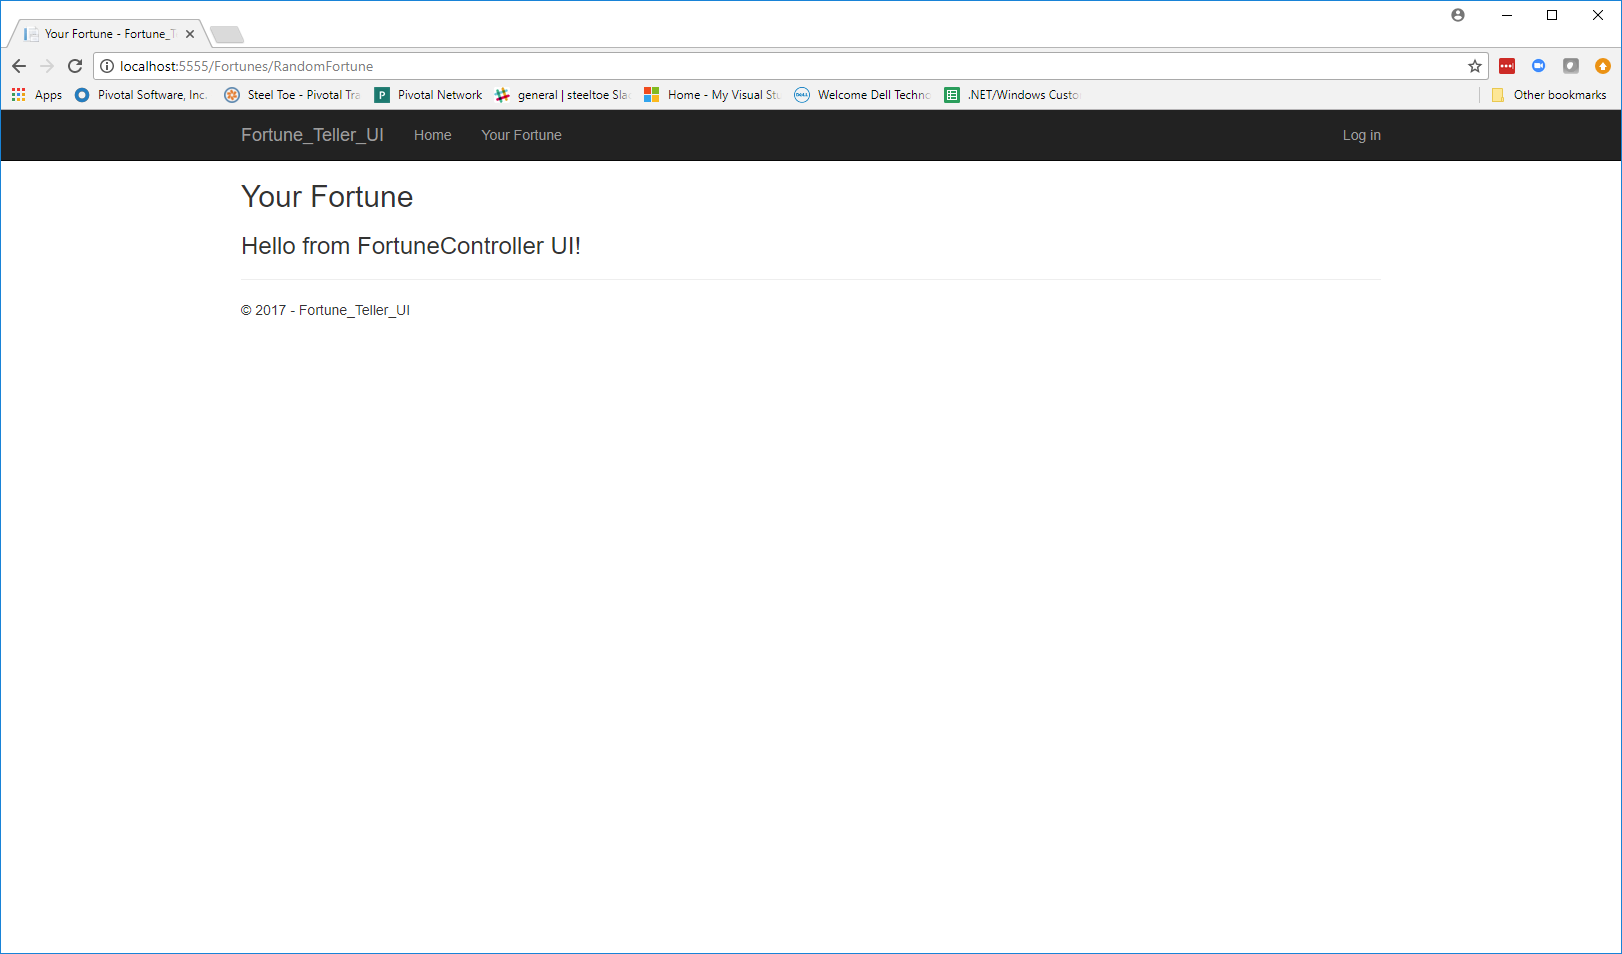 Your Fortune - Fortune_T
localhost:5555/Fortunes/RandomFortune
Apps Pivotal Software, Inc. Steel Toe - Pivotal Tra Pivotal Network general | steeltoe Sla Home - My Visual Stu DELL Welcome Dell Techno .NET/Windows Custo Other bookmarks
Fortune_Teller_UI Home Your Fortune Log in
Your Fortune
Hello from FortuneController UI!
© 2017 - Fortune_Teller_UI